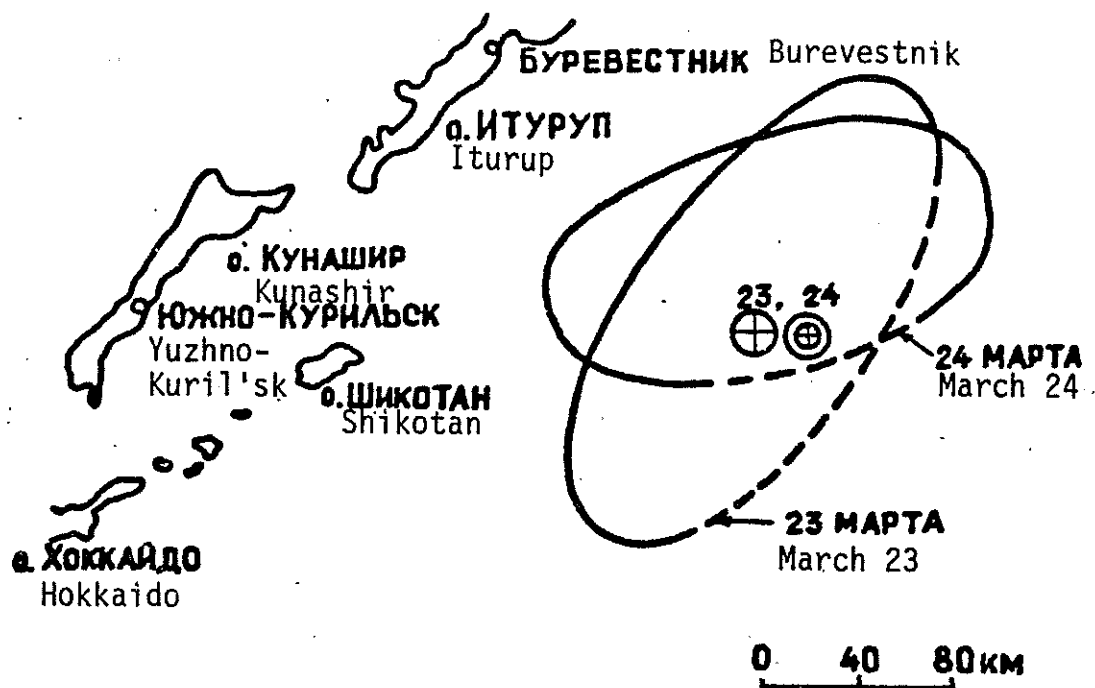 БУРЕВЕСТНИК Burevestnik
о. ИТУРУП
Iturup
о. КУНАШИР
Kunashir
ЮЖНО-КУРИЛЬСК
Yuzhno-
Kuril'sk
о. ШИКОТАН
Shikotan
о. ХОККАЙДО
Hokkaido
23, 24
24 МАРТА
March 24
23 МАРТА
March 23
0 40 80 км